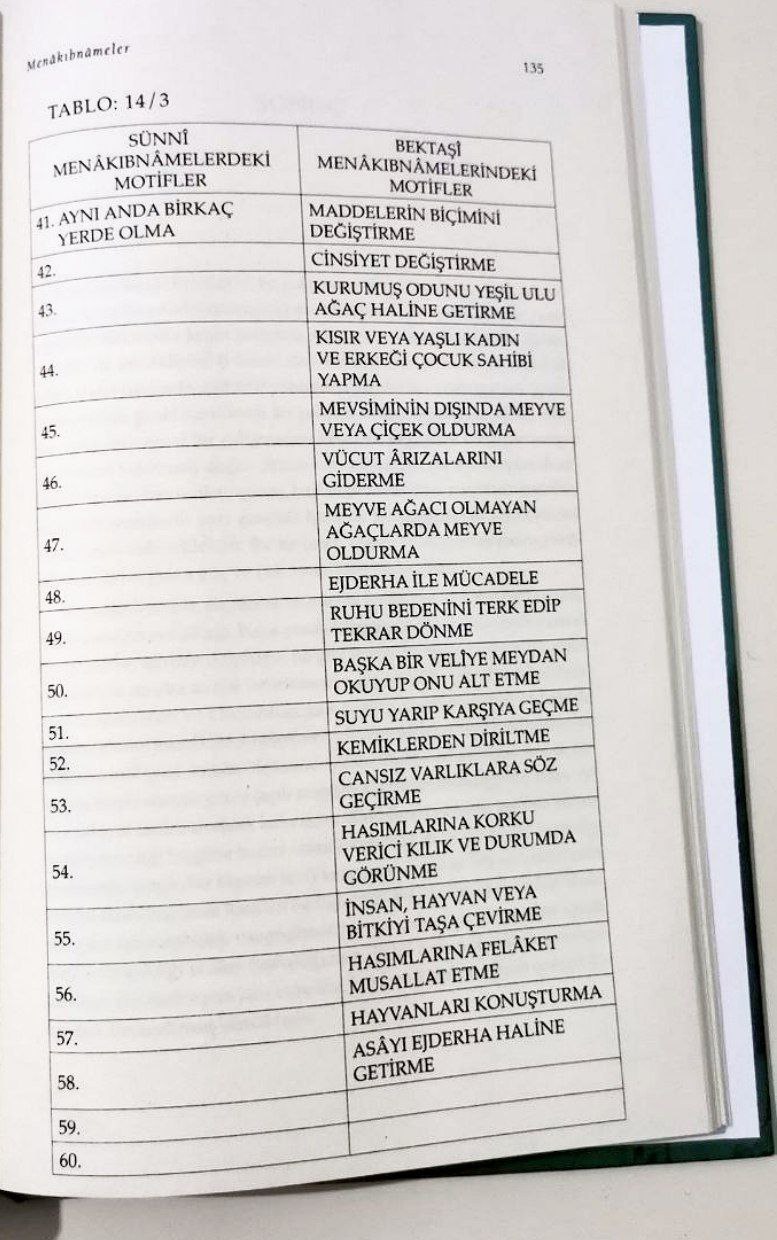 Menâkıbnâmeler
135
TABLO: 14/3
SÜNNÎ
MENÂKIBNÂMELERDEKİ
MOTİFLER
BEKTAŞÎ
MENÂKIBNÂMELERİNDEKİ
MOTİFLER
41. AYNI ANDA BİRKAÇ
YERDE OLMA
MADDELERİN BİÇİMİNİ
DEĞİŞTİRME
42.
CİNSİYET DEĞİŞTİRME
43.
KURUMUŞ ODUNU YEŞİL ULU
AĞAÇ HALİNE GETİRME
44.
KISIR VEYA YAŞLI KADIN
VE ERKEĞİ ÇOCUK SAHİBİ
YAPMA
45.
MEVSİMİNİN DIŞINDA MEYVE
VEYA ÇİÇEK OLDURMA
46.
VÜCUT ÂRIZALARINI
GİDERME
47.
MEYVE AĞACI OLMAYAN
AĞAÇLARDA MEYVE
OLDURMA
48.
EJDERHA İLE MÜCADELE
49.
RUHU BEDENİNİ TERK EDİP
TEKRAR DÖNME
50.
BAŞKA BİR VELÎYE MEYDAN
OKUYUP ONU ALT ETME
51.
SUYU YARIP KARŞIYA GEÇME
52.
KEMİKLERDEN DİRİLTME
53.
CANSIZ VARLIKLARA SÖZ
GEÇİRME
54.
HASIMLARINA KORKU
VERİCİ KILIK VE DURUMDA
GÖRÜNME
55.
İNSAN, HAYVAN VEYA
BİTKİYİ TAŞA ÇEVİRME
56.
HASIMLARINA FELÂKET
MUSALLAT ETME
57.
HAYVANLARI KONUŞTURMA
58.
ASÂYI EJDERHA HALİNE
GETİRME
59.
60.